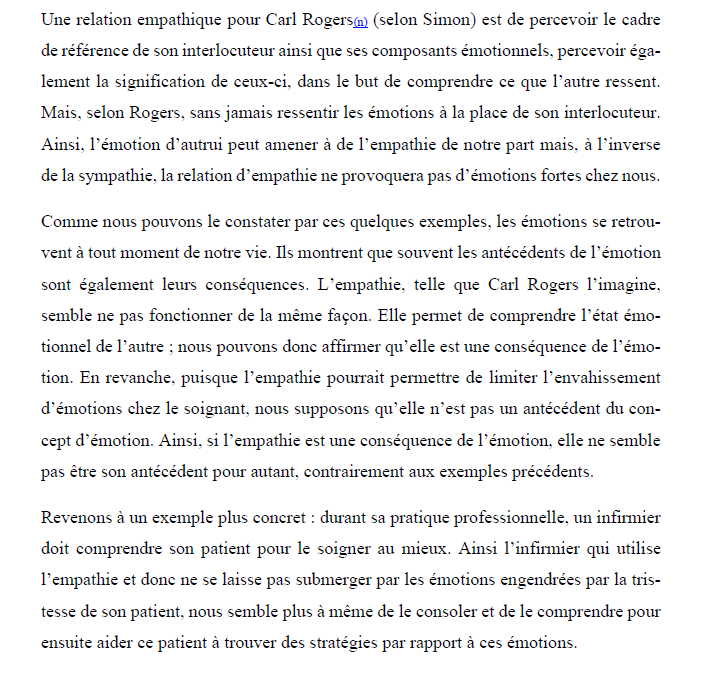 Une relation empathique pour Carl Rogers(n) (selon Simon) est de percevoir le cadre
de référence de son interlocuteur ainsi que ses composants émotionnels, percevoir éga-
lement la signification de ceux-ci, dans le but de comprendre ce que l’autre ressent.
Mais, selon Rogers, sans jamais ressentir les émotions à la place de son interlocuteur.
Ainsi, l’émotion d’autrui peut amener à de l’empathie de notre part mais, à l’inverse
de la sympathie, la relation d’empathie ne provoquera pas d’émotions fortes chez nous.
Comme nous pouvons le constater par ces quelques exemples, les émotions se retrou-
vent à tout moment de notre vie. Ils montrent que souvent les antécédents de l’émotion
sont également leurs conséquences. L’empathie, telle que Carl Rogers l’imagine,
semble ne pas fonctionner de la même façon. Elle permet de comprendre l’état émo-
tionnel de l’autre ; nous pouvons donc affirmer qu’elle est une conséquence de l’émo-
tion. En revanche, puisque l’empathie pourrait permettre de limiter l’envahissement
d’émotions chez le soignant, nous supposons qu’elle n’est pas un antécédent du con-
cept d’émotion. Ainsi, si l’empathie est une conséquence de l’émotion, elle ne semble
pas être son antécédent pour autant, contrairement aux exemples précédents.
Revenons à un exemple plus concret : durant sa pratique professionnelle, un infirmier
doit comprendre son patient pour le soigner au mieux. Ainsi l’infirmier qui utilise
l’empathie et donc ne se laisse pas submerger par les émotions engendrées par la tris-
tesse de son patient, nous semble plus à même de le consoler et de le comprendre pour
ensuite aider ce patient à trouver des stratégies par rapport à ces émotions.